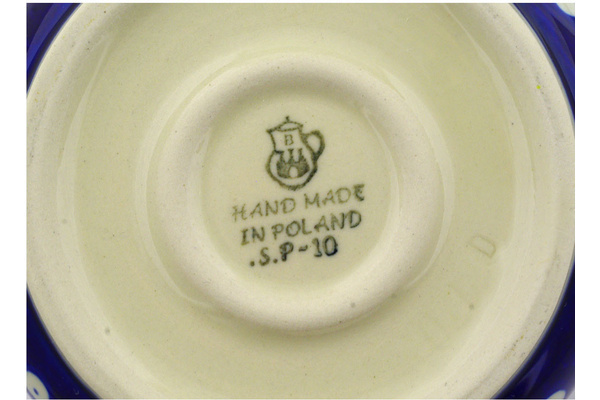 B
HAND MADE
IN POLAND
.S.P-10
D